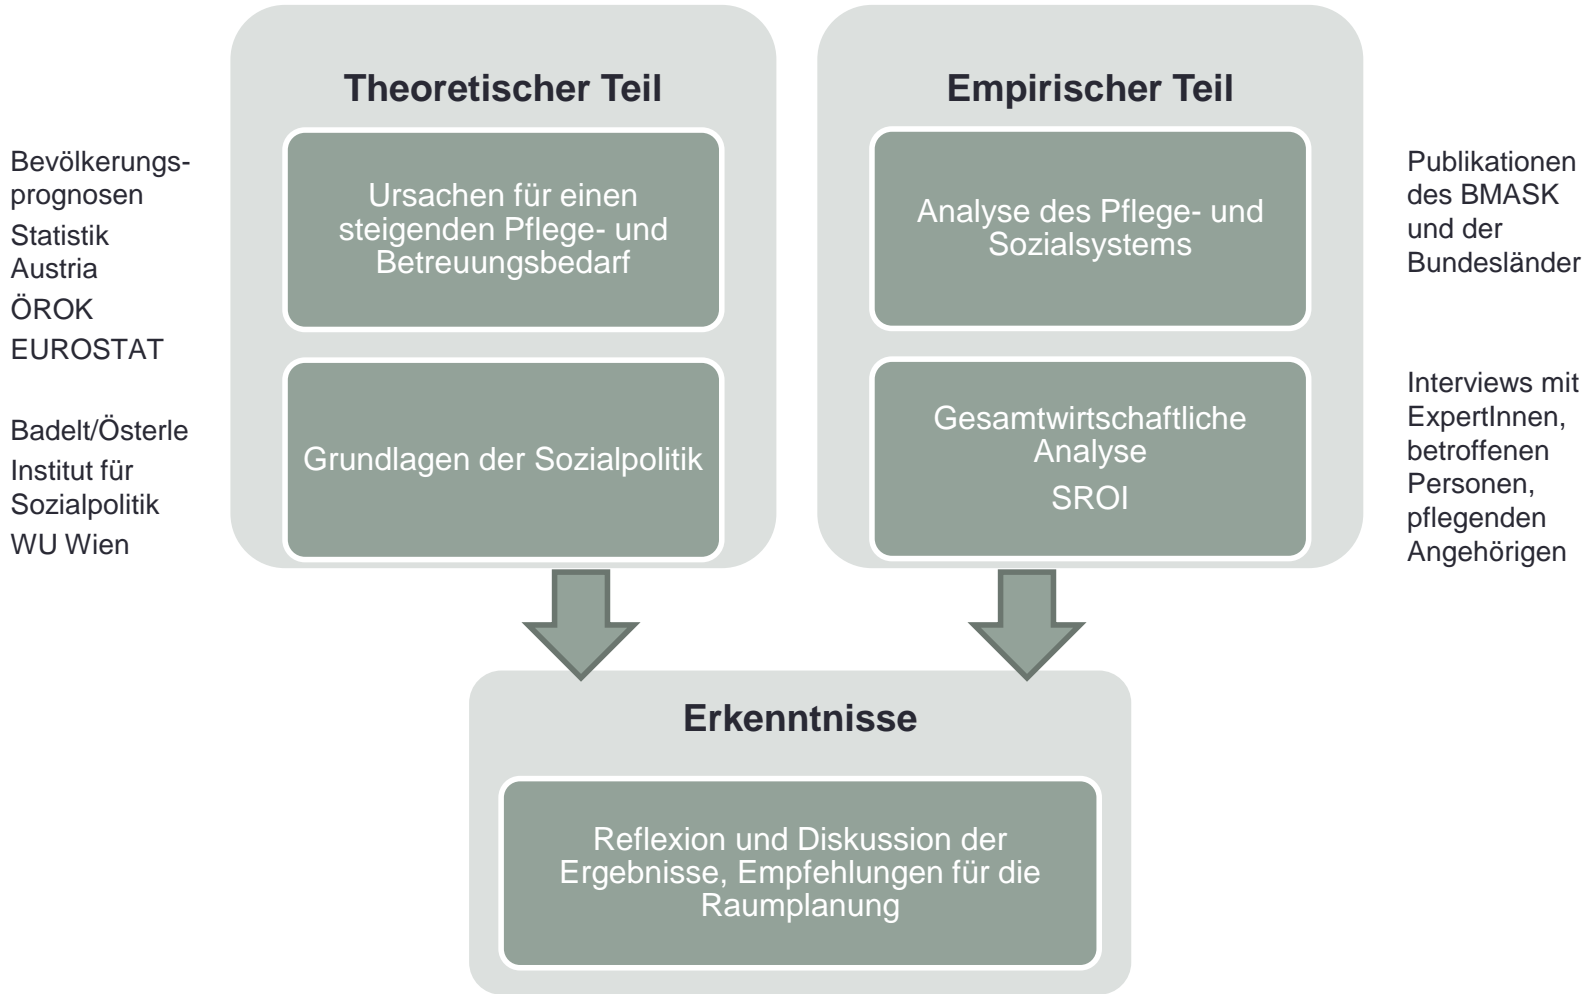 Theoretischer Teil
Bevölkerungs-
prognosen
Statistik
Austria
ÖROK
EUROSTAT
Ursachen für einen
steigenden Pflege- und
Betreuungsbedarf
Badelt/Österle
Institut für
Sozialpolitik
WU Wien
Grundlagen der Sozialpolitik
Empirischer Teil
Analyse des Pflege- und
Sozialsystems
Publikationen
des BMASK
und der
Bundesländer
Gesamtwirtschaftliche
Analyse
SROI
Interviews mit
ExpertInnen,
betroffenen
Personen,
pflegenden
Angehörigen
Erkenntnisse
Reflexion und Diskussion der
Ergebnisse, Empfehlungen für die
Raumplanung